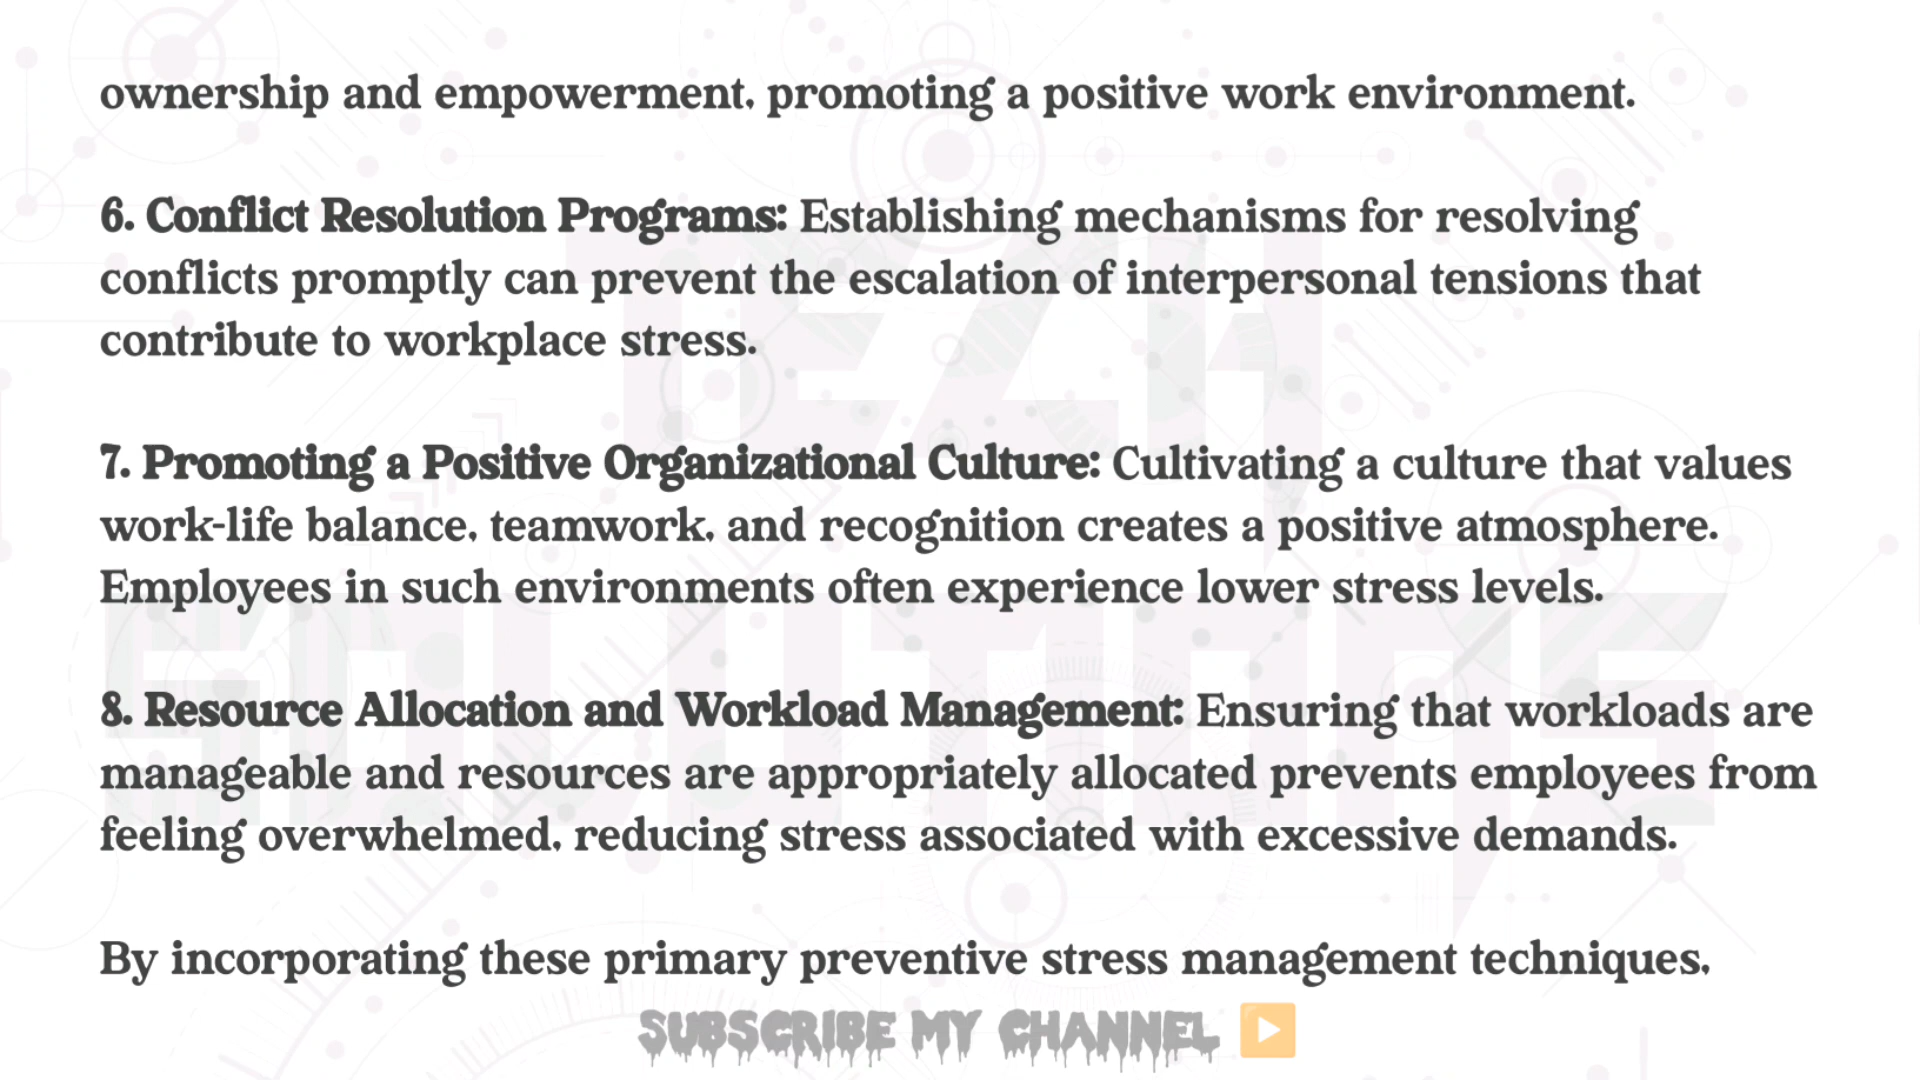 ownership and empowerment, promoting a positive work environment.
6. Conflict Resolution Programs: Establishing mechanisms for resolving
conflicts promptly can prevent the escalation of interpersonal tensions that
contribute to workplace stress.
7. Promoting a Positive Organizational Culture: Cultivating a culture that values
work-life balance, teamwork, and recognition creates a positive atmosphere.
Employees in such environments often experience lower stress levels.
8. Resource Allocation and Workload Management: Ensuring that workloads are
manageable and resources are appropriately allocated prevents employees from
feeling overwhelmed, reducing stress associated with excessive demands.
By incorporating these primary preventive stress management techniques,
SUBSCRIBE MY CHANNEL